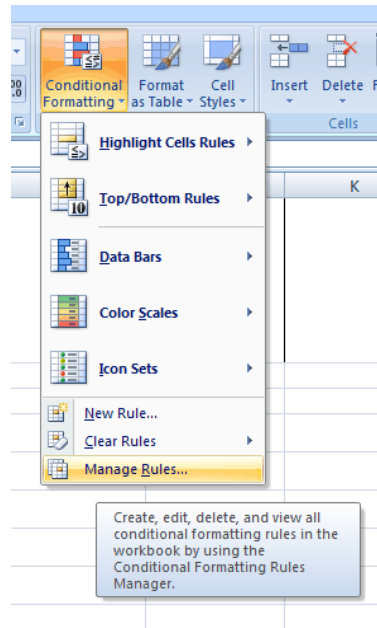 .00
.0
Conditional Formatting
Format as Table
Cell Styles
Insert
Delete
F
Cells
K
≤≥
Highlight Cells Rules
10
Top/Bottom Rules
Data Bars
Color Scales
Icon Sets
New Rule...
Clear Rules
Manage Rules...
Create, edit, delete, and view all
conditional formatting rules in the
workbook by using the
Conditional Formatting Rules
Manager.